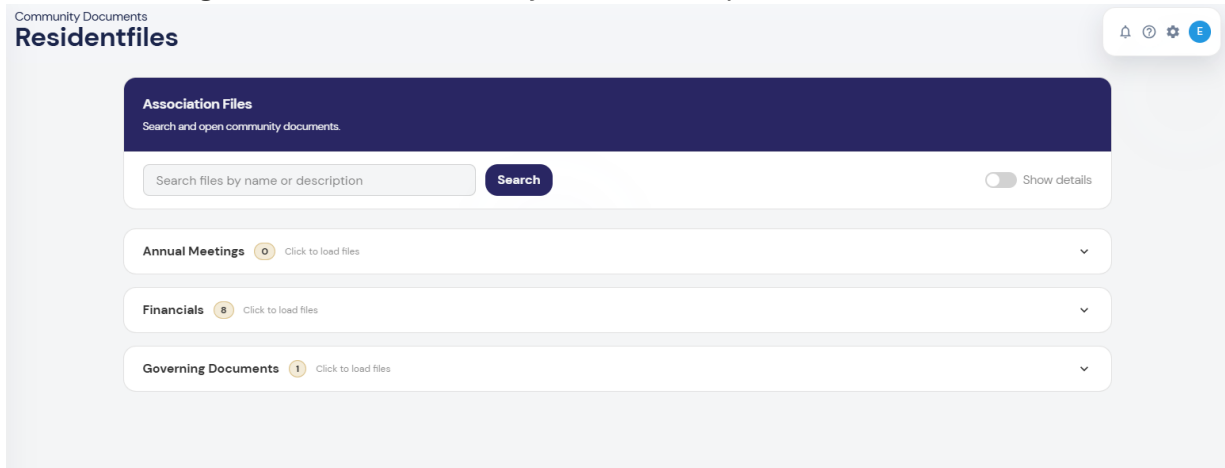 Community Documents
Residentfiles
E
Association Files
Search and open community documents.
Search files by name or description
Search
Show details
Annual Meetings 0 Click to load files
Financials 8 Click to load files
Governing Documents 1 Click to load files